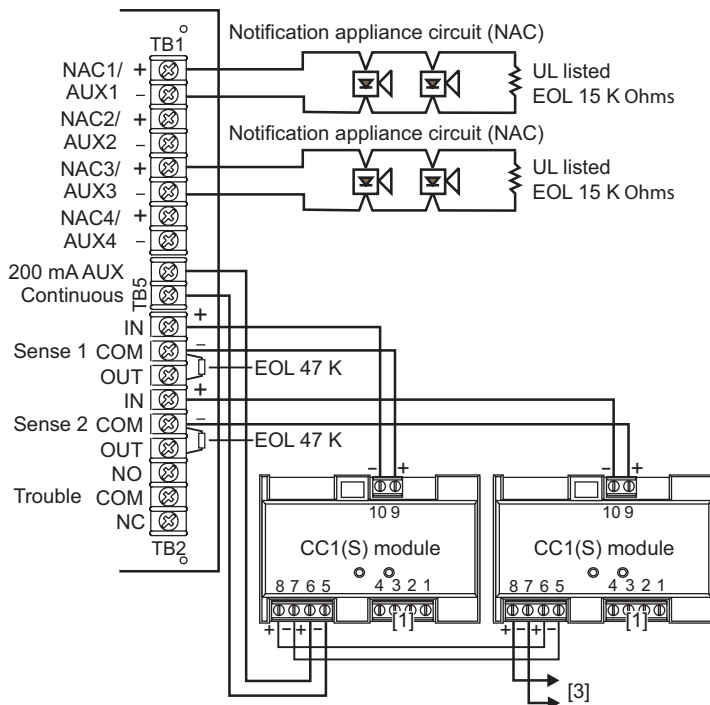 TB1
Notification appliance circuit (NAC)
NAC1/ +
AUX1 –
UL listed
EOL 15 K Ohms
NAC2/ +
AUX2 –
Notification appliance circuit (NAC)
NAC3/ +
AUX3 –
UL listed
EOL 15 K Ohms
NAC4/ +
AUX4 –
200 mA AUX
Continuous
TB5
IN +
Sense 1 COM –
OUT
EOL 47 K
IN +
Sense 2 COM –
OUT
EOL 47 K
NO
Trouble COM
NC
TB2
– +
10 9
CC1(S) module
8 7 6 5
4 3 2 1
[1]
+ – + –
– +
10 9
CC1(S) module
8 7 6 5
4 3 2 1
[1]
+ – + –
[3]